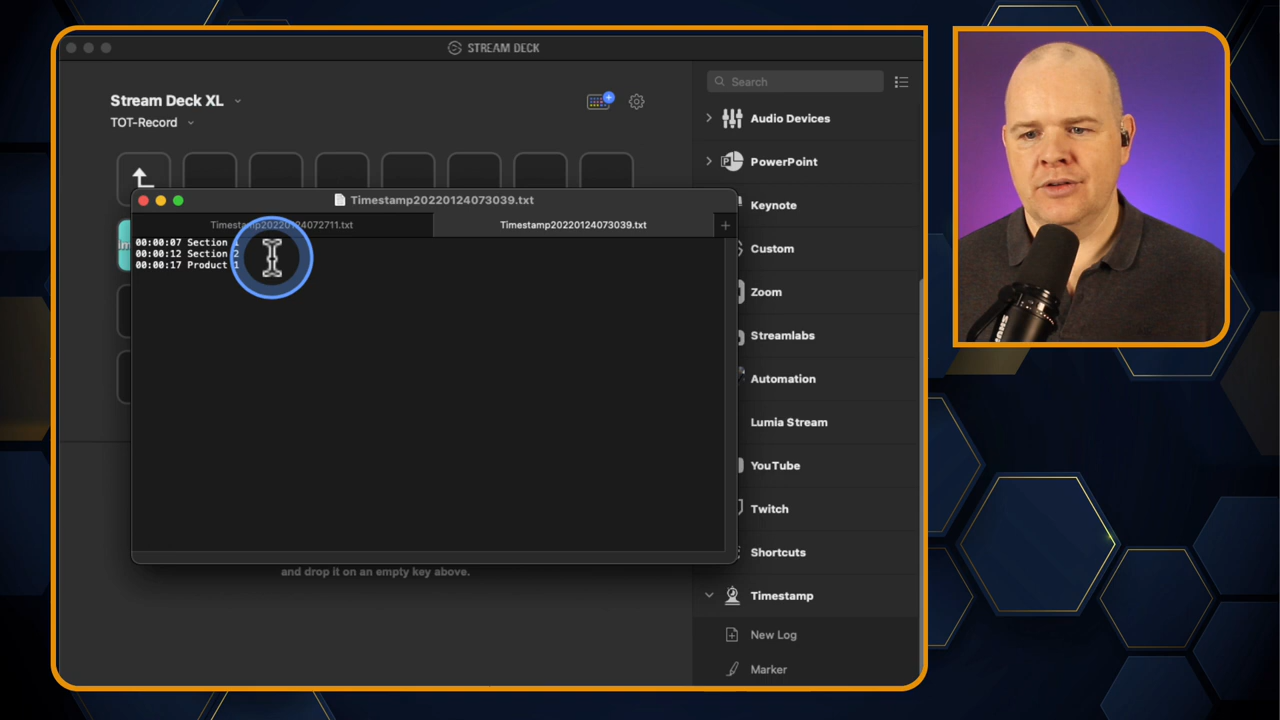 STREAM DECK
Search
Stream Deck XL
TOT-Record
Audio Devices
PowerPoint
Timestamp20220124073039.txt
Keynote
Timestamp20220124072711.txt
Timestamp20220124073039.txt
00:00:07 Section 1
00:00:12 Section 2
00:00:17 Product 1
Custom
Zoom
Streamlabs
Automation
Lumia Stream
YouTube
Twitch
Shortcuts
and drop it on an empty key above.
Timestamp
New Log
Marker